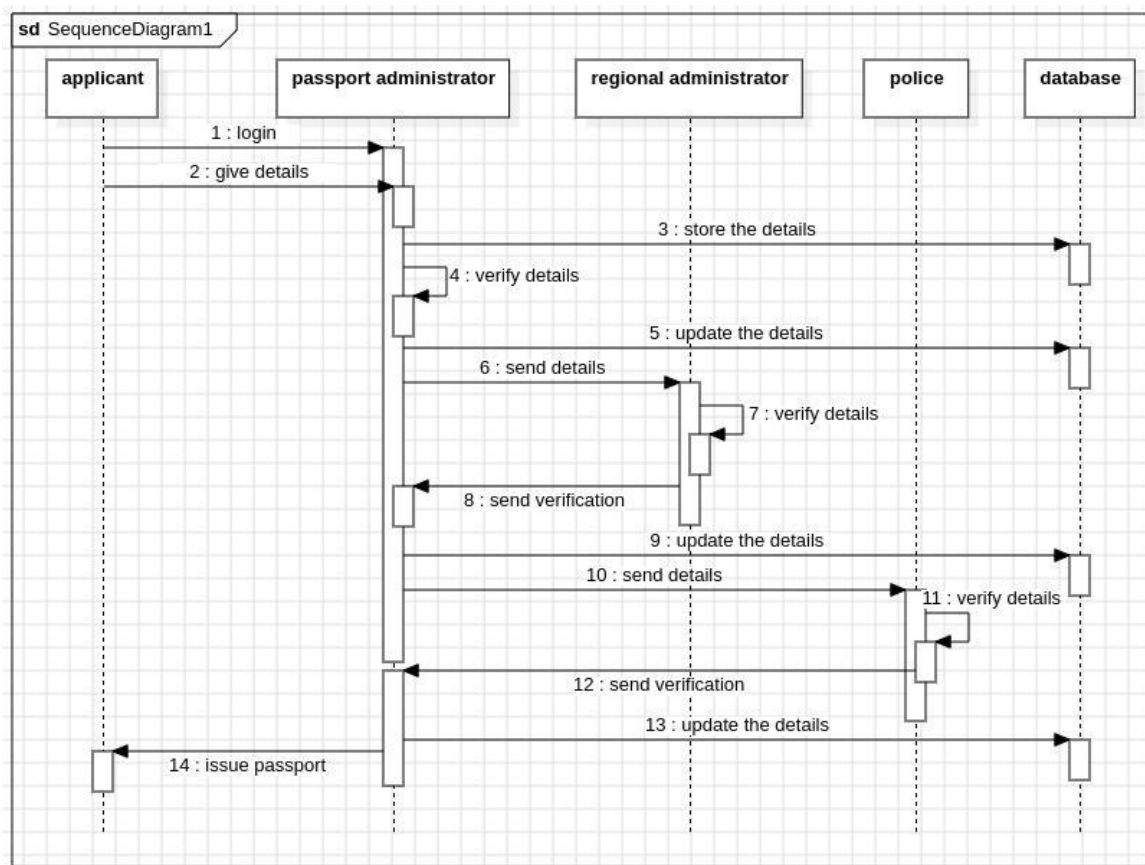 sd SequenceDiagram1
applicant
passport administrator
regional administrator
police
database
1 : login
2 : give details
3 : store the details
4 : verify details
5 : update the details
6 : send details
7 : verify details
8 : send verification
9 : update the details
10 : send details
11 : verify details
12 : send verification
13 : update the details
14 : issue passport